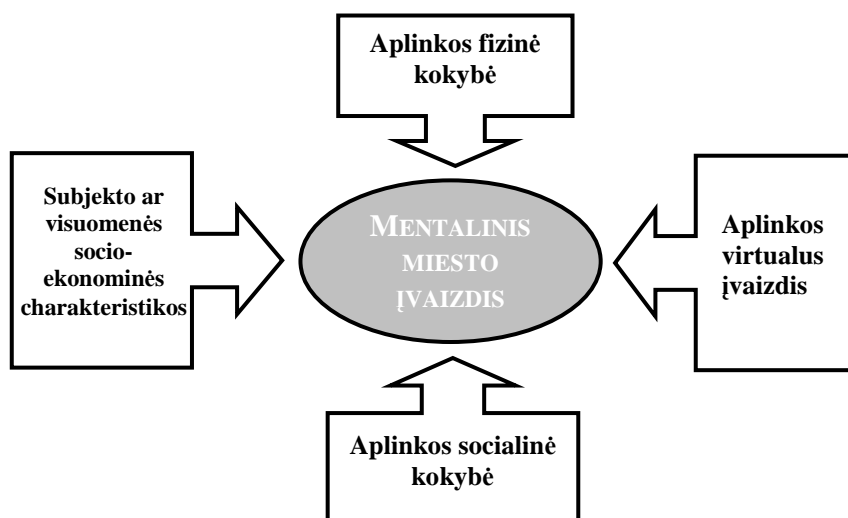 Aplinkos fizinė
kokybė
Subjekto ar
visuomenės
socio-
ekonominės
charakteristikos
MENTALINIS
MIESTO
ĮVAIZDIS
Aplinkos
virtualus
įvaizdis
Aplinkos socialinė
kokybė